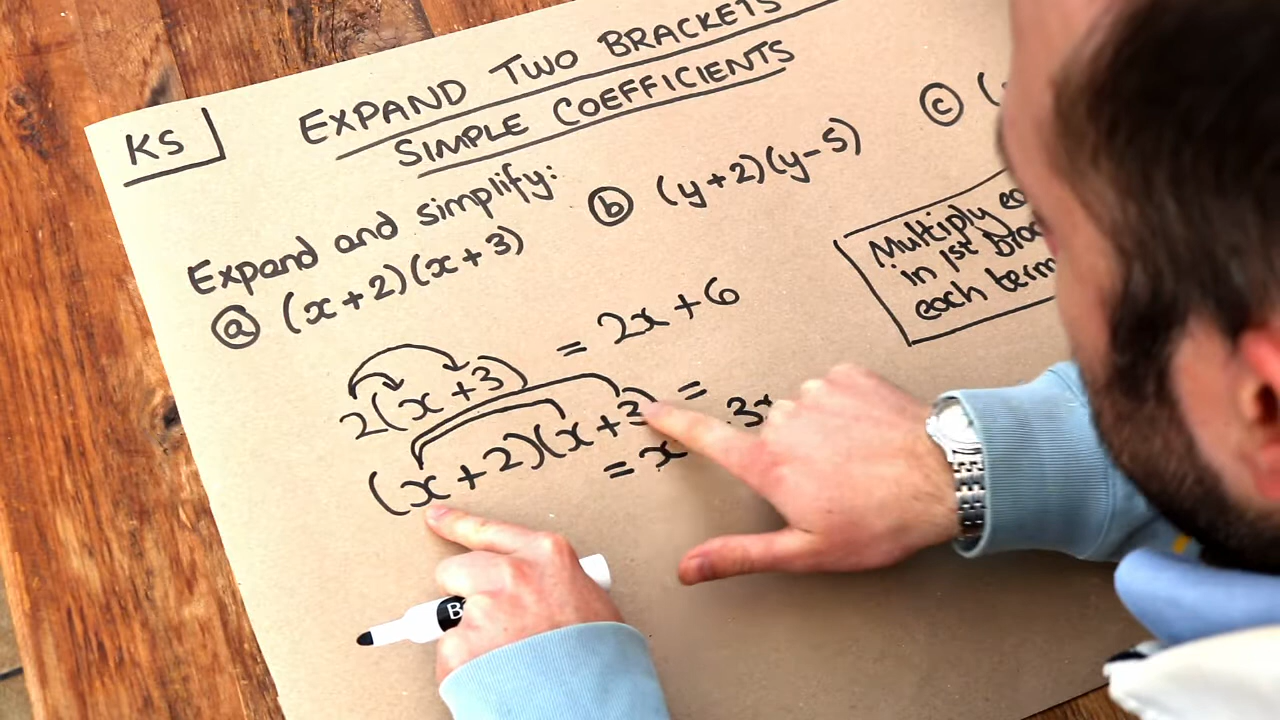 KS
EXPAND TWO BRACKETS
SIMPLE COEFFICIENTS
Expand and simplify:
ⓐ (x+2)(x+3)
ⓑ (y+2)(y-5)
ⓒ (
Multiply
in 1st
each term
2(x+3) = 2x+6
(x+2)(x+3) =
= x 3x